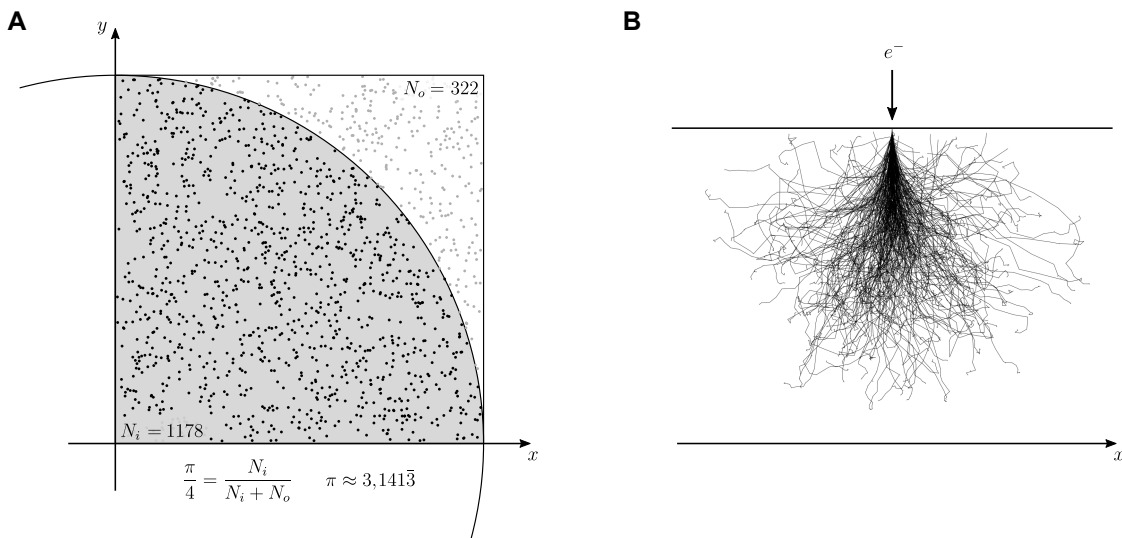 A
y
N_o = 322
N_i = 1178
x
π/4 = N_i/(N_i + N_o)    π ≈ 3,141\overline{3}
B
e⁻
x